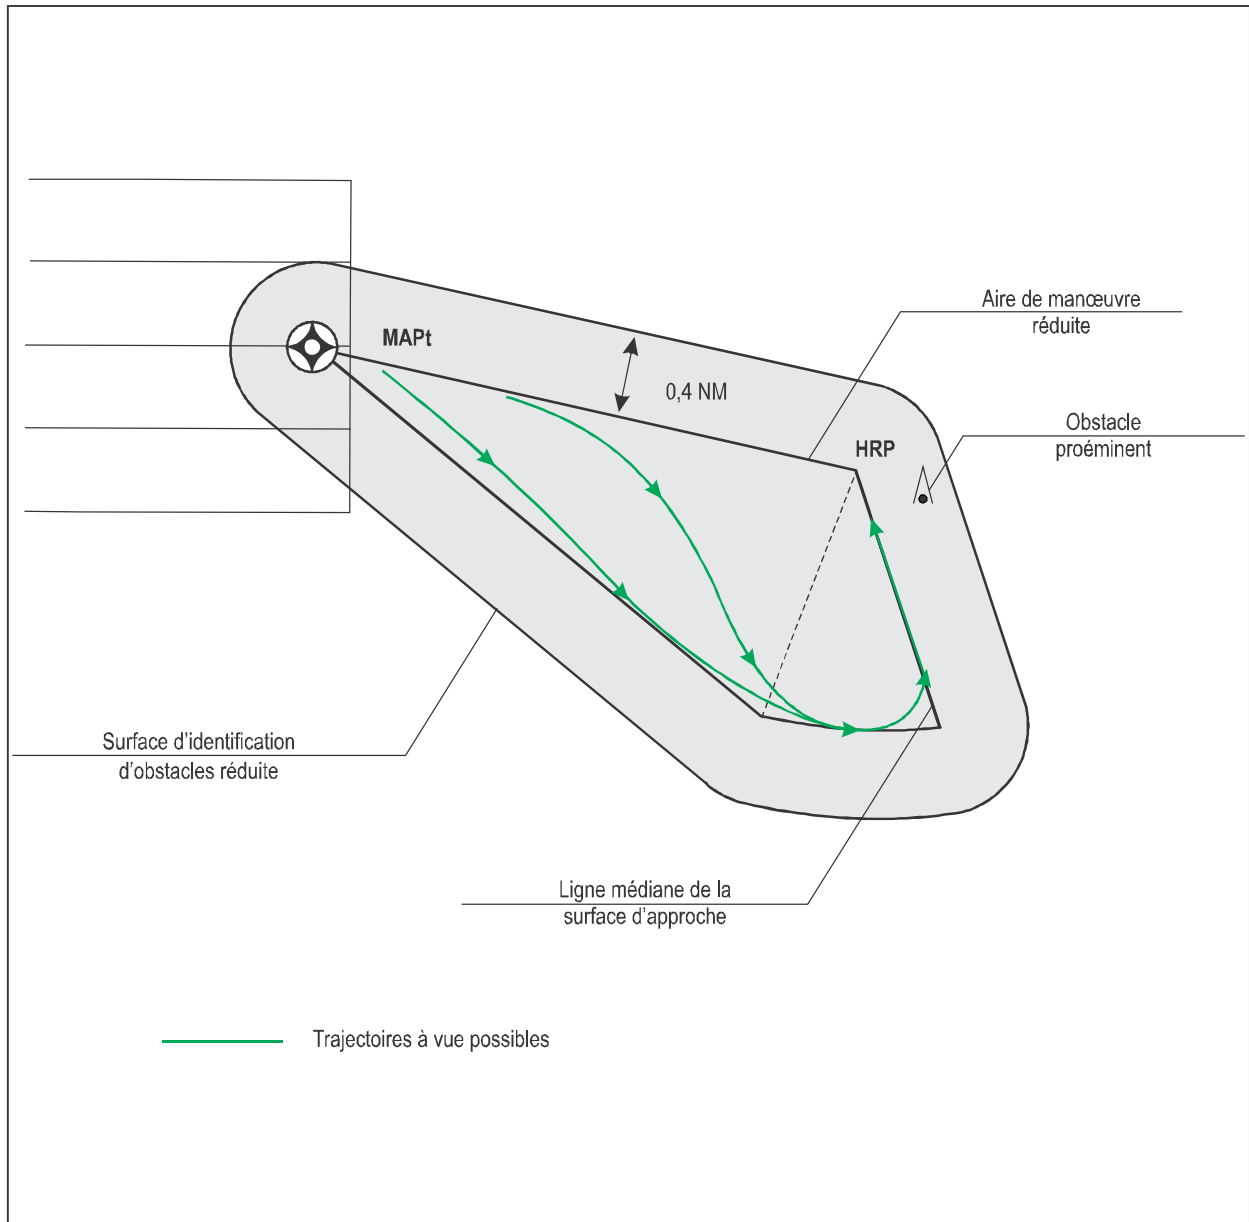 Aire de manœuvre
réduite
MAPt
0,4 NM
Obstacle
proéminent
HRP
Surface d’identification
d’obstacles réduite
Ligne médiane de la
surface d’approche
Trajectoires à vue possibles